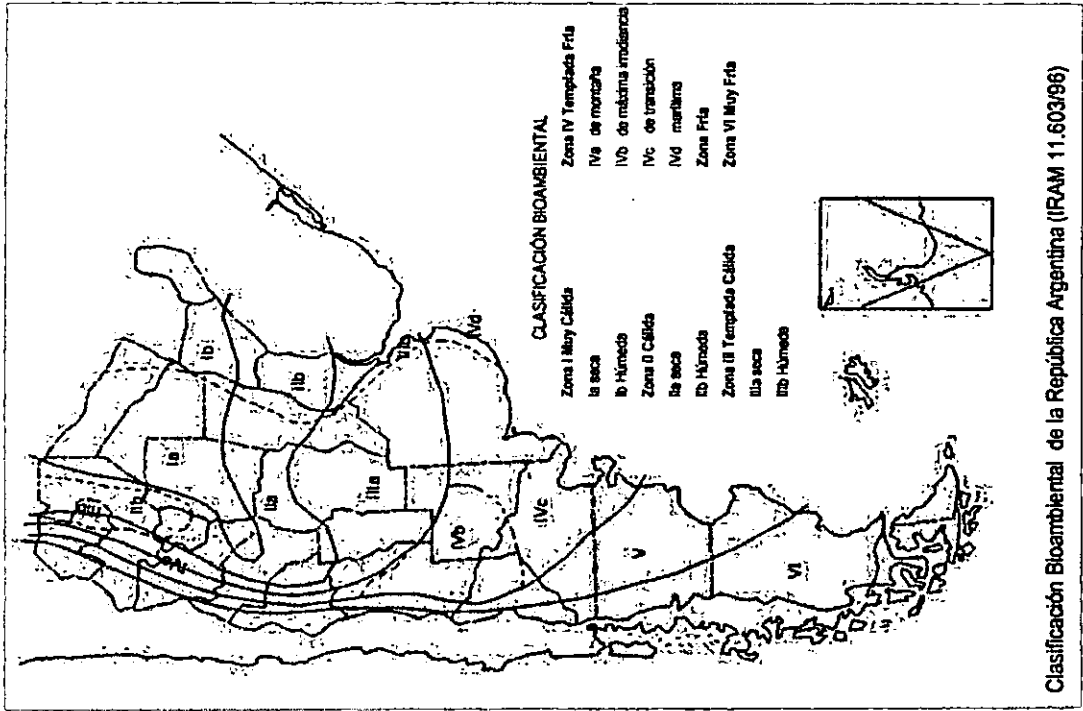 IIb
Ia
Ib
IVa
IIa
IIb
IIIa
IIIb
IVb
IVd
IVc
V
VI
CLASIFICACIÓN BIOAMBIENTAL
Zona I Muy Cálida
Ia seca
Ib Húmeda
Zona II Cálida
IIa seca
IIb Húmeda
Zona III Templada Cálida
IIIa seca
IIIb Húmeda
Zona IV Templada Fría
IVa de montaña
IVb de máxima irradiancia
IVc de transición
IVd marítima
Zona Fría
Zona VI Muy Fría
Clasificación Bioambiental de la República Argentina (IRAM 11.603/96)